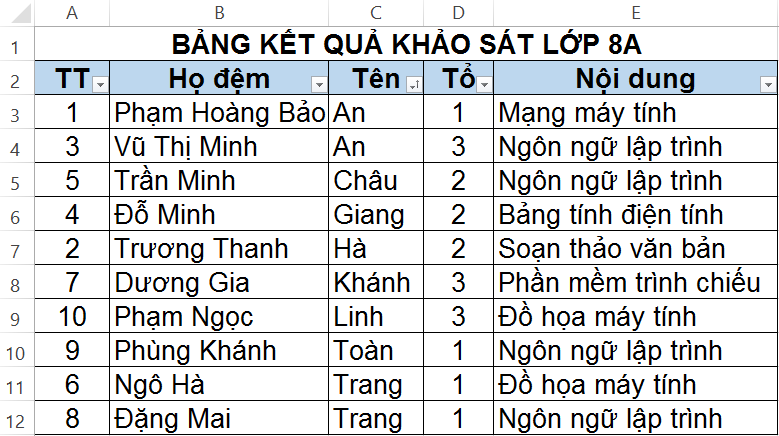 A B C D E
1 BẢNG KẾT QUẢ KHẢO SÁT LỚP 8A
2 TT Họ đệm Tên Tổ Nội dung
3 1 Phạm Hoàng Bảo An 1 Mạng máy tính
4 3 Vũ Thị Minh An 3 Ngôn ngữ lập trình
5 5 Trần Minh Châu 2 Ngôn ngữ lập trình
6 4 Đỗ Minh Giang 2 Bảng tính điện tính
7 2 Trương Thanh Hà 2 Soạn thảo văn bản
8 7 Dương Gia Khánh 3 Phần mềm trình chiếu
9 10 Phạm Ngọc Linh 3 Đồ họa máy tính
10 9 Phùng Khánh Toàn 1 Ngôn ngữ lập trình
11 6 Ngô Hà Trang 1 Đồ họa máy tính
12 8 Đặng Mai Trang 1 Ngôn ngữ lập trình